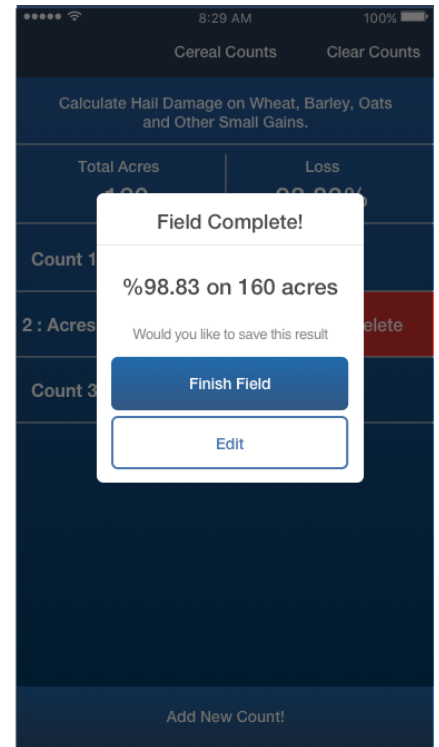 8:29 AM
100%
Cereal Counts Clear Counts
Calculate Hail Damage on Wheat, Barley, Oats
and Other Small Gains.
Total Acres Loss
Field Complete!
Count 1
%98.83 on 160 acres
2 : Acres elete
Would you like to save this result
Finish Field
Count 3
Edit
Add New Count!